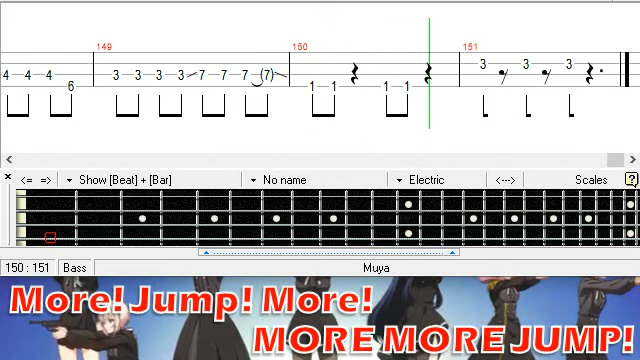 149 150 151
4 4 4 6 3 3 3 3 7 7 7 (7) 1 1 1 1 3 3 3
<= => Show [Beat] + [Bar] No name Electric <---> Scales ?
150 : 151 Bass Muya
More! Jump! More!
MORE MORE JUMP!